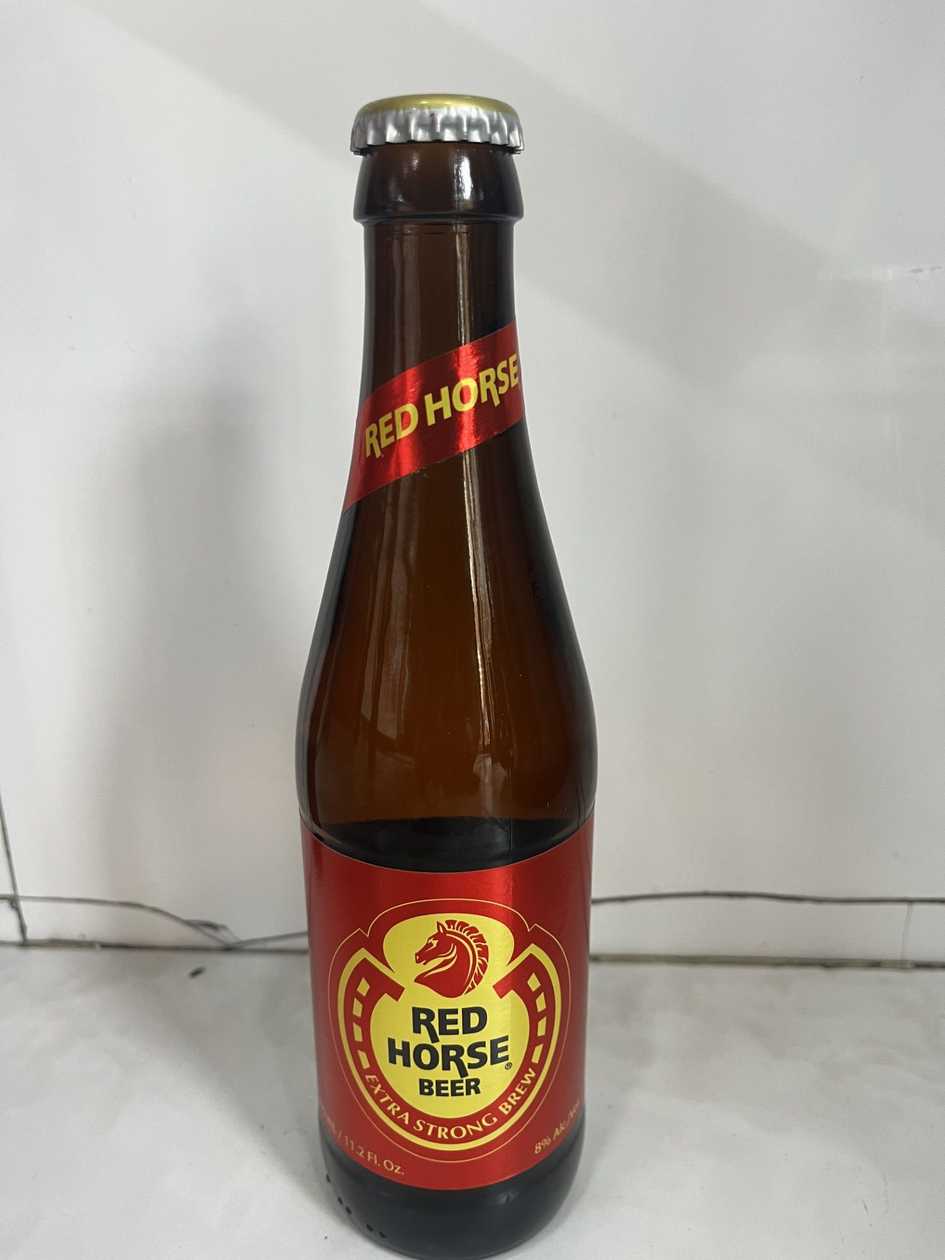 RED HORSE
RED
HORSE®
BEER
EXTRA STRONG BREW
/ 11.2 Fl. Oz.
8% Alc./Vol.